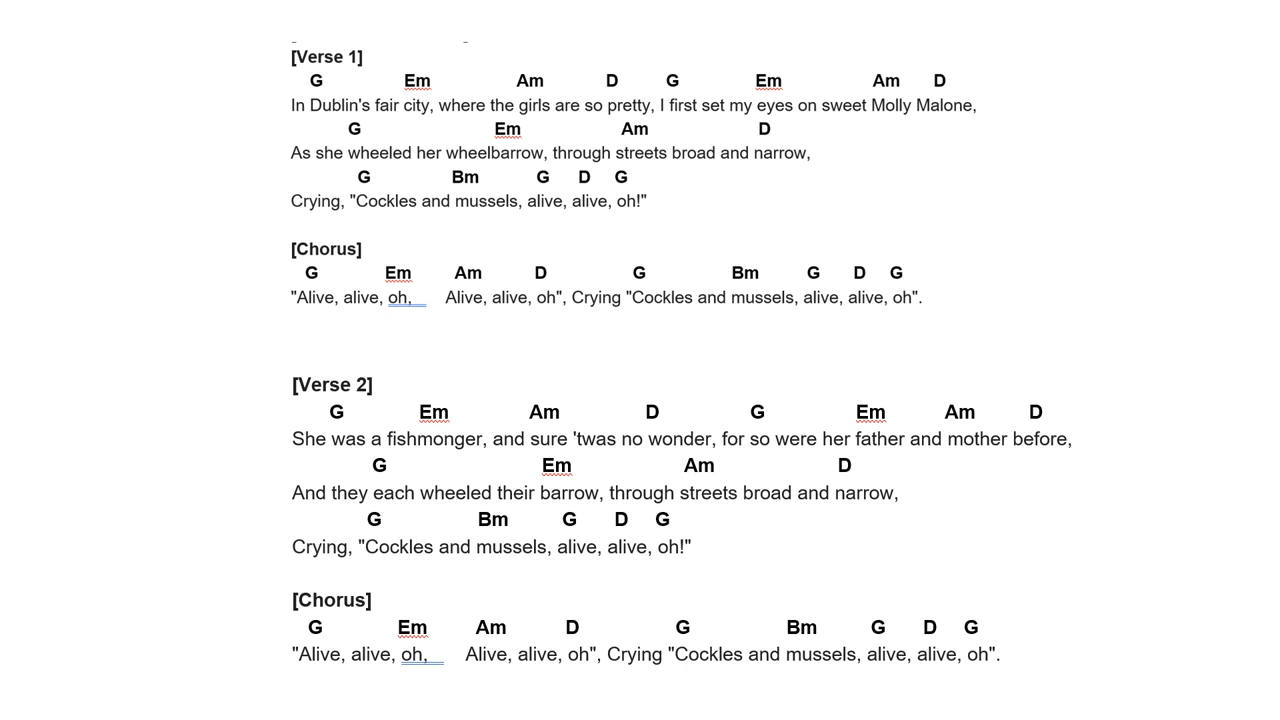 [Verse 1]
G Em Am D G Em Am D
In Dublin's fair city, where the girls are so pretty, I first set my eyes on sweet Molly Malone,
G Em Am D
As she wheeled her wheelbarrow, through streets broad and narrow,
G Bm G D G
Crying, "Cockles and mussels, alive, alive, oh!"
[Chorus]
G Em Am D G Bm G D G
"Alive, alive, oh, Alive, alive, oh", Crying "Cockles and mussels, alive, alive, oh".
[Verse 2]
G Em Am D G Em Am D
She was a fishmonger, and sure 'twas no wonder, for so were her father and mother before,
G Em Am D
And they each wheeled their barrow, through streets broad and narrow,
G Bm G D G
Crying, "Cockles and mussels, alive, alive, oh!"
[Chorus]
G Em Am D G Bm G D G
"Alive, alive, oh, Alive, alive, oh", Crying "Cockles and mussels, alive, alive, oh".